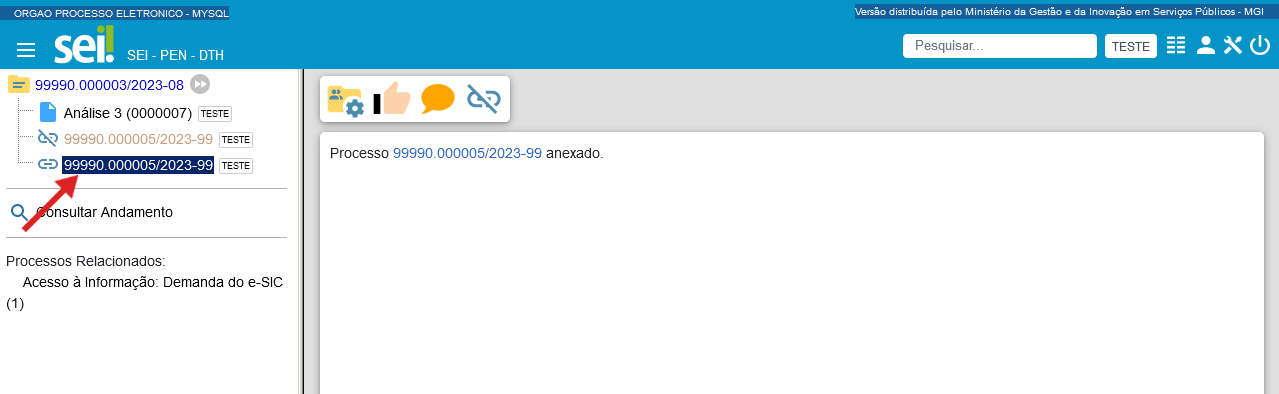 ORGAO PROCESSO ELETRONICO - MYSQL
Versão distribuída pelo Ministério da Gestão e da Inovação em Serviços Públicos - MGI
sei!
SEI - PEN - DTH
Pesquisar...
TESTE
99990.000003/2023-08
Análise 3 (0000007) TESTE
99990.000005/2023-99 TESTE
99990.000005/2023-99 TESTE
Consultar Andamento
Processos Relacionados:
Acesso à Informação: Demanda do e-SIC
(1)
Processo 99990.000005/2023-99 anexado.